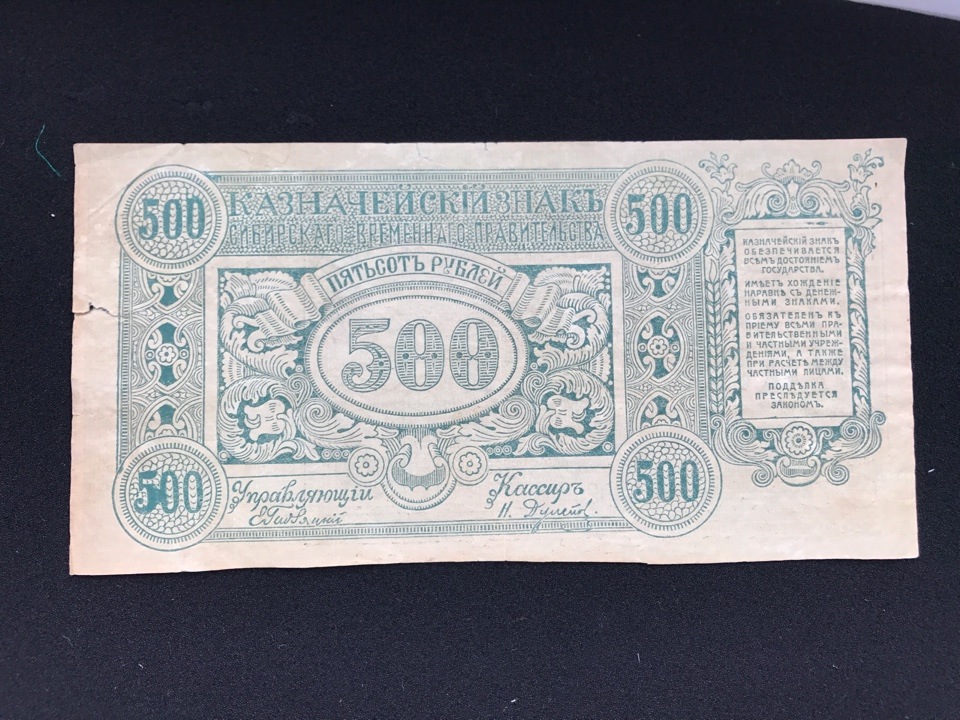 500
КАЗНАЧЕЙСКІЙ ЗНАКЪ
500
СИБИРСКАГО ВРЕМЕННАГО ПРАВИТЕЛЬСТВА
ПЯТЬСОТЪ РУБЛЕЙ
500
500
Управляющій
Кассиръ
500
КАЗНАЧЕЙСКІЙ ЗНАКЪ
ОБЕЗПЕЧИВАЕТСЯ
ВСѢМЪ ДОСТОЯНІЕМЪ
ГОСУДАРСТВА.
ИМѢЕТЪ ХОЖДЕНІЕ
НАРАВНѢ СЪ ДЕНЕЖ-
НЫМИ ЗНАКАМИ.
ОБЯЗАТЕЛЕНЪ КЪ
ПРІЕМУ ВСѢМИ ПРА-
ВИТЕЛЬСТВЕННЫМИ
И ЧАСТНЫМИ УЧРЕЖ-
ДЕНІЯМИ, А ТАКЖЕ
ПРИ РАСЧЕТѢ МЕЖДУ
ЧАСТНЫМИ ЛИЦАМИ.
ПОДДѢЛКА
ПРЕСЛѢДУЕТСЯ
ЗАКОНОМЪ.